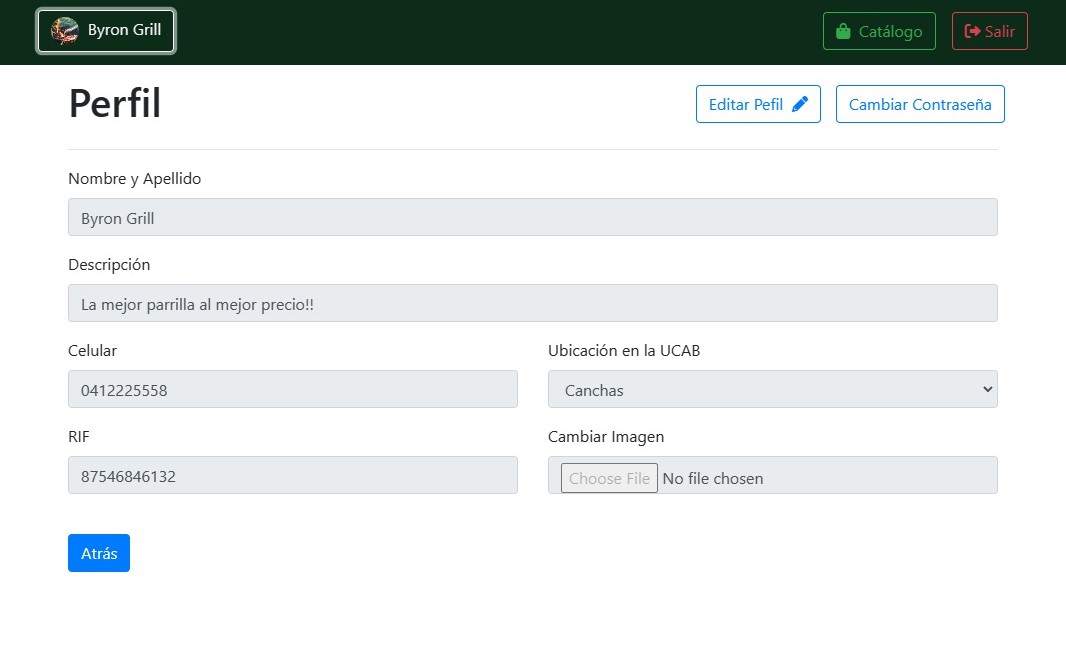 Byron Grill
Catálogo
Salir
Perfil
Editar Pefil
Cambiar Contraseña
Nombre y Apellido
Byron Grill
Descripción
La mejor parrilla al mejor precio!!
Celular
Ubicación en la UCAB
0412225558
Canchas
RIF
Cambiar Imagen
87546846132
Choose File No file chosen
Atrás